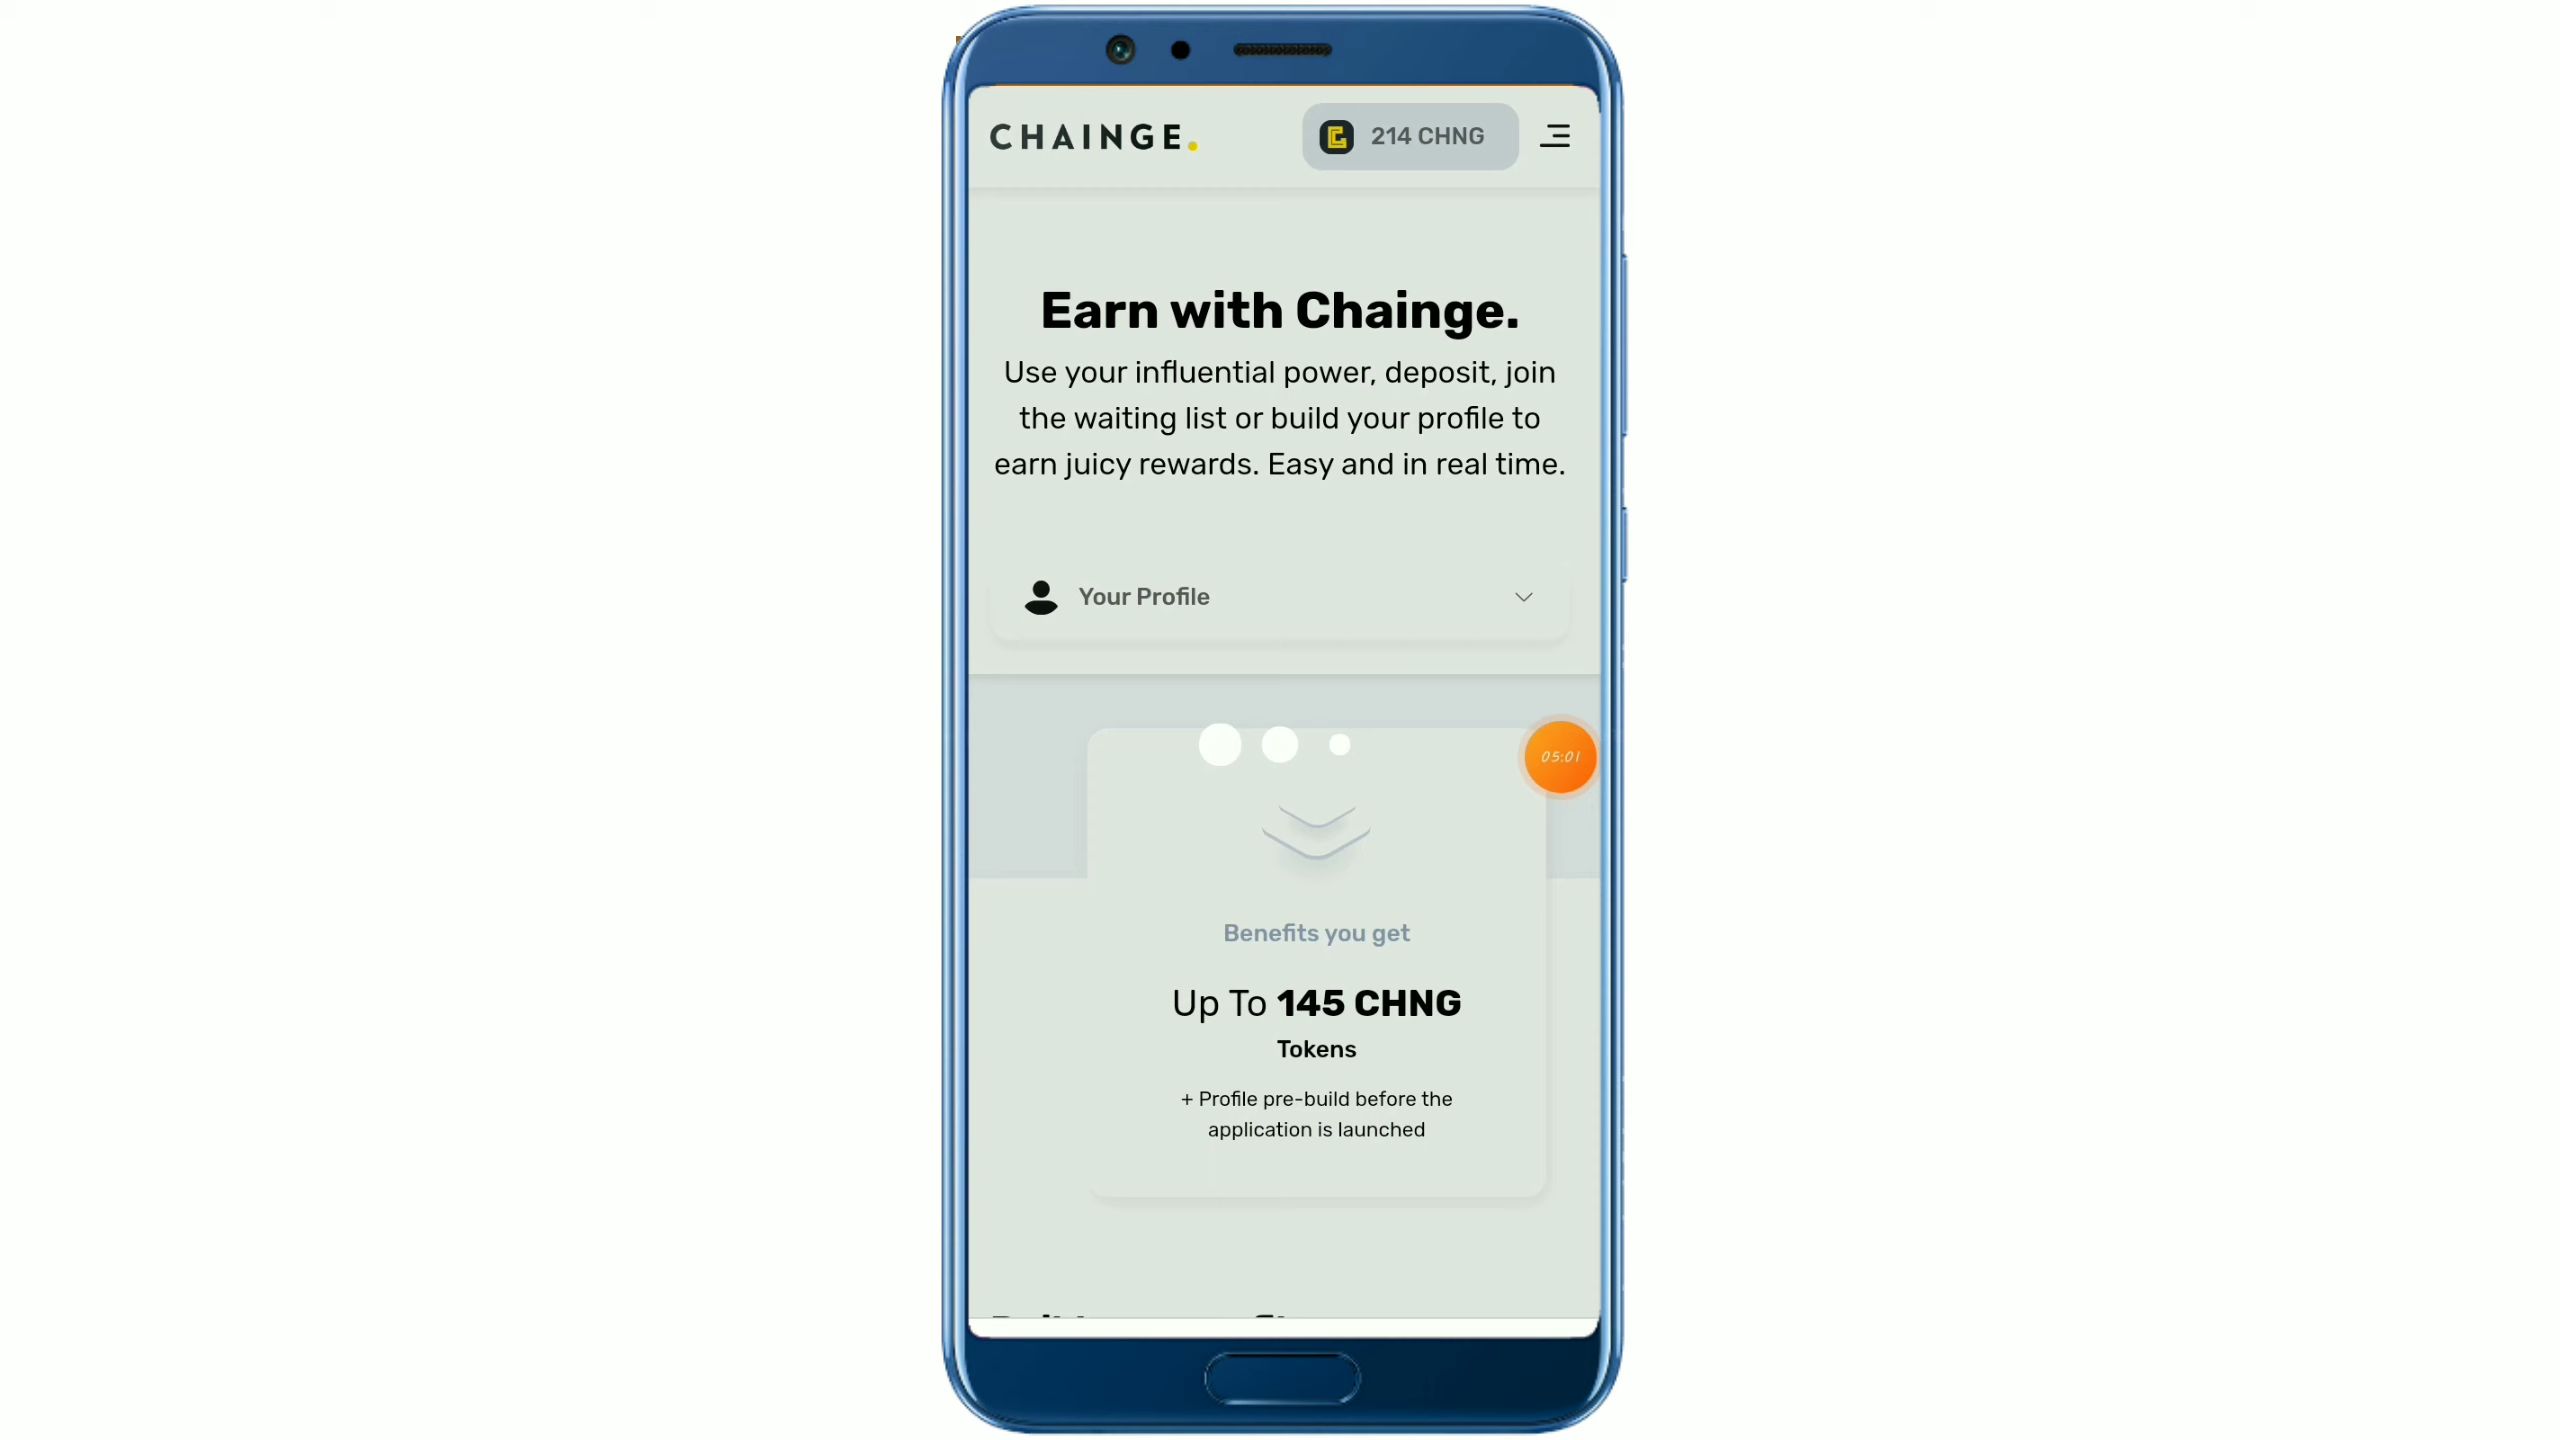 CHAINGE.
214 CHNG
Earn with Chainge.
Use your influential power, deposit, join
the waiting list or build your profile to
earn juicy rewards. Easy and in real time.
Your Profile
05:01
Benefits you get
Up To 145 CHNG
Tokens
+ Profile pre-build before the
application is launched